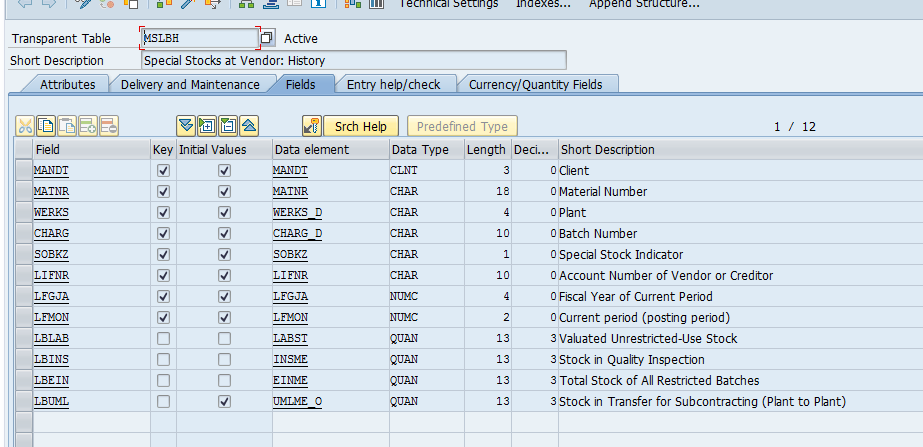 Technical Settings Indexes... Append Structure...
Transparent Table MSLBH Active
Short Description Special Stocks at Vendor: History
Attributes Delivery and Maintenance Fields Entry help/check Currency/Quantity Fields
Srch Help Predefined Type 1 / 12
Field Key Initial Values Data element Data Type Length Deci... Short Description
MANDT MANDT CLNT 3 0 Client
MATNR MATNR CHAR 18 0 Material Number
WERKS WERKS_D CHAR 4 0 Plant
CHARG CHARG_D CHAR 10 0 Batch Number
SOBKZ SOBKZ CHAR 1 0 Special Stock Indicator
LIFNR LIFNR CHAR 10 0 Account Number of Vendor or Creditor
LFGJA LFGJA NUMC 4 0 Fiscal Year of Current Period
LFMON LFMON NUMC 2 0 Current period (posting period)
LBLAB LABST QUAN 13 3 Valuated Unrestricted-Use Stock
LBINS INSME QUAN 13 3 Stock in Quality Inspection
LBEIN EINME QUAN 13 3 Total Stock of All Restricted Batches
LBUML UMLME_O QUAN 13 3 Stock in Transfer for Subcontracting (Plant to Plant)